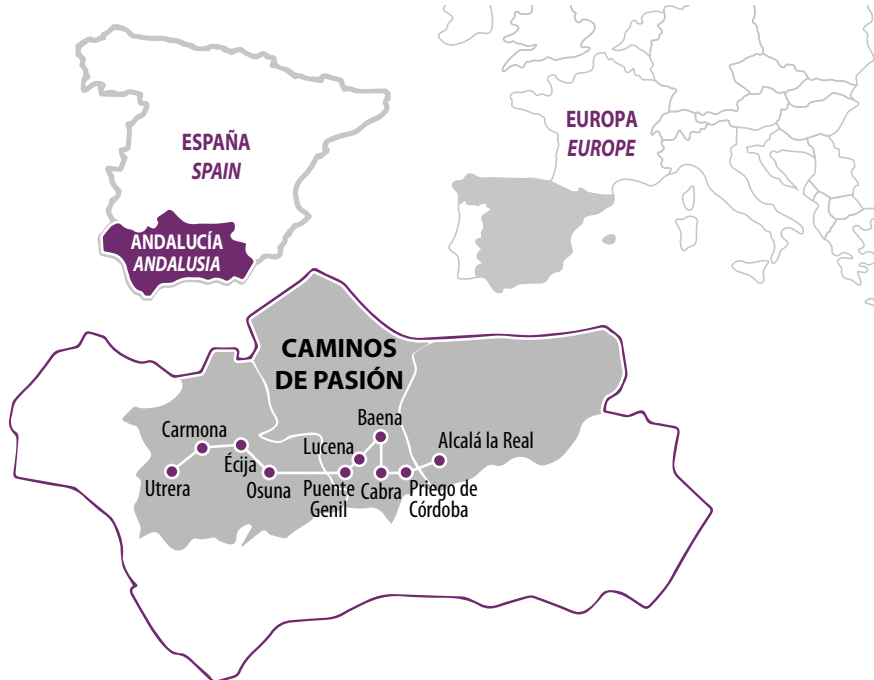 ESPAÑA
SPAIN
EUROPA
EUROPE
ANDALUCÍA
ANDALUSIA
CAMINOS
DE PASIÓN
Carmona
Baena
Alcalá la Real
Lucena
Écija
Utrera
Osuna
Puente
Genil
Cabra
Priego de
Córdoba